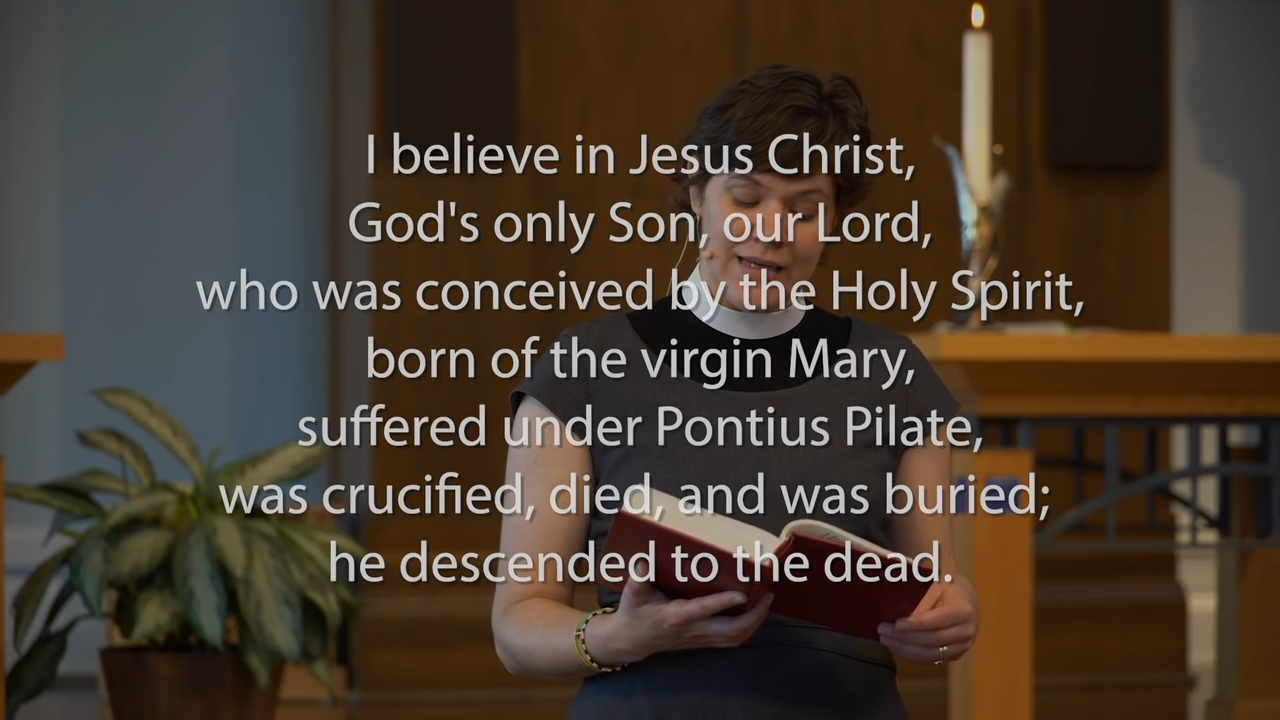 I believe in Jesus Christ,
God's only Son, our Lord,
who was conceived by the Holy Spirit,
born of the virgin Mary,
suffered under Pontius Pilate,
was crucified, died, and was buried;
he descended to the dead.